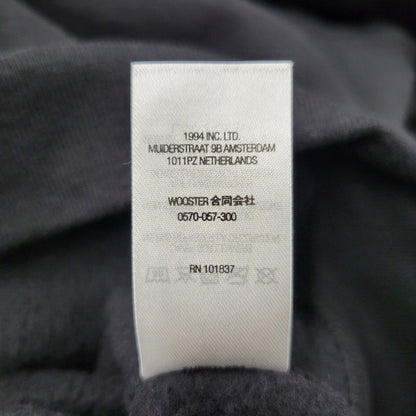 1994 INC. LTD.
MUIDERSTRAAT 9B AMSTERDAM
1011PZ NETHERLANDS
WOOSTER 合同会社
0570-057-300
RN 101837